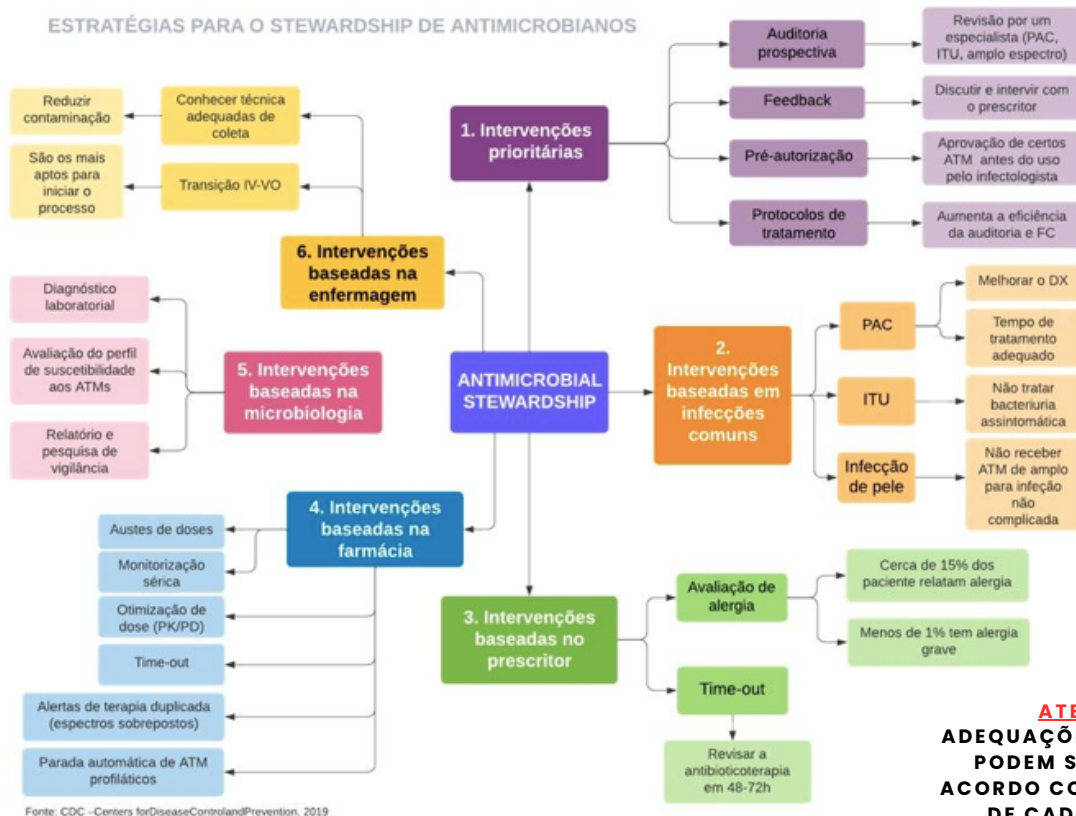 ESTRATÉGIAS PARA O STEWARDSHIP DE ANTIMICROBIANOS
1. Intervenções
prioritárias
Auditoria
prospectiva
Revisão por um
especialista (PAC,
ITU, amplo espectro)
Feedback
Discutir e intervir com
o prescritor
Pré-autorização
Aprovação de certos
ATM antes do uso
pelo infectologista
Protocolos de
tratamento
Aumenta a eficiência
da auditoria e FC
ANTIMICROBIAL
STEWARDSHIP
2.
Intervenções
baseadas em
infecções
comuns
PAC
Melhorar o DX
Tempo de
tratamento
adequado
ITU
Não tratar
bacteriuria
assintomática
Infecção
de pele
Não receber
ATM de amplo
para infeção
não
complicada
3. Intervenções
baseadas no
prescritor
Avaliação de
alergia
Cerca de 15% dos
paciente relatam alergia
Menos de 1% tem alergia
grave
Time-out
Revisar a
antibioticoterapia
em 48-72h
4. Intervenções
baseadas na
farmácia
Austes de doses
Monitorização
sérica
Otimização de
dose (PK/PD)
Time-out
Alertas de terapia duplicada
(espectros sobrepostos)
Parada automática de ATM
profiláticos
5. Intervenções
baseadas na
microbiologia
Diagnóstico
laboratorial
Avaliação do perfil
de suscetibilidade
aos ATMs
Relatório e
pesquisa de
vigilância
6. Intervenções
baseadas na
enfermagem
Conhecer técnica
adequadas de
coleta
Reduzir
contaminação
Transição IV-VO
São os mais
aptos para
iniciar o
processo
Fonte: CDC –Centers forDiseaseControlandPrevention, 2019
ATE
ADEQUAÇÕ
PODEM S
ACORDO CO
DE CAD